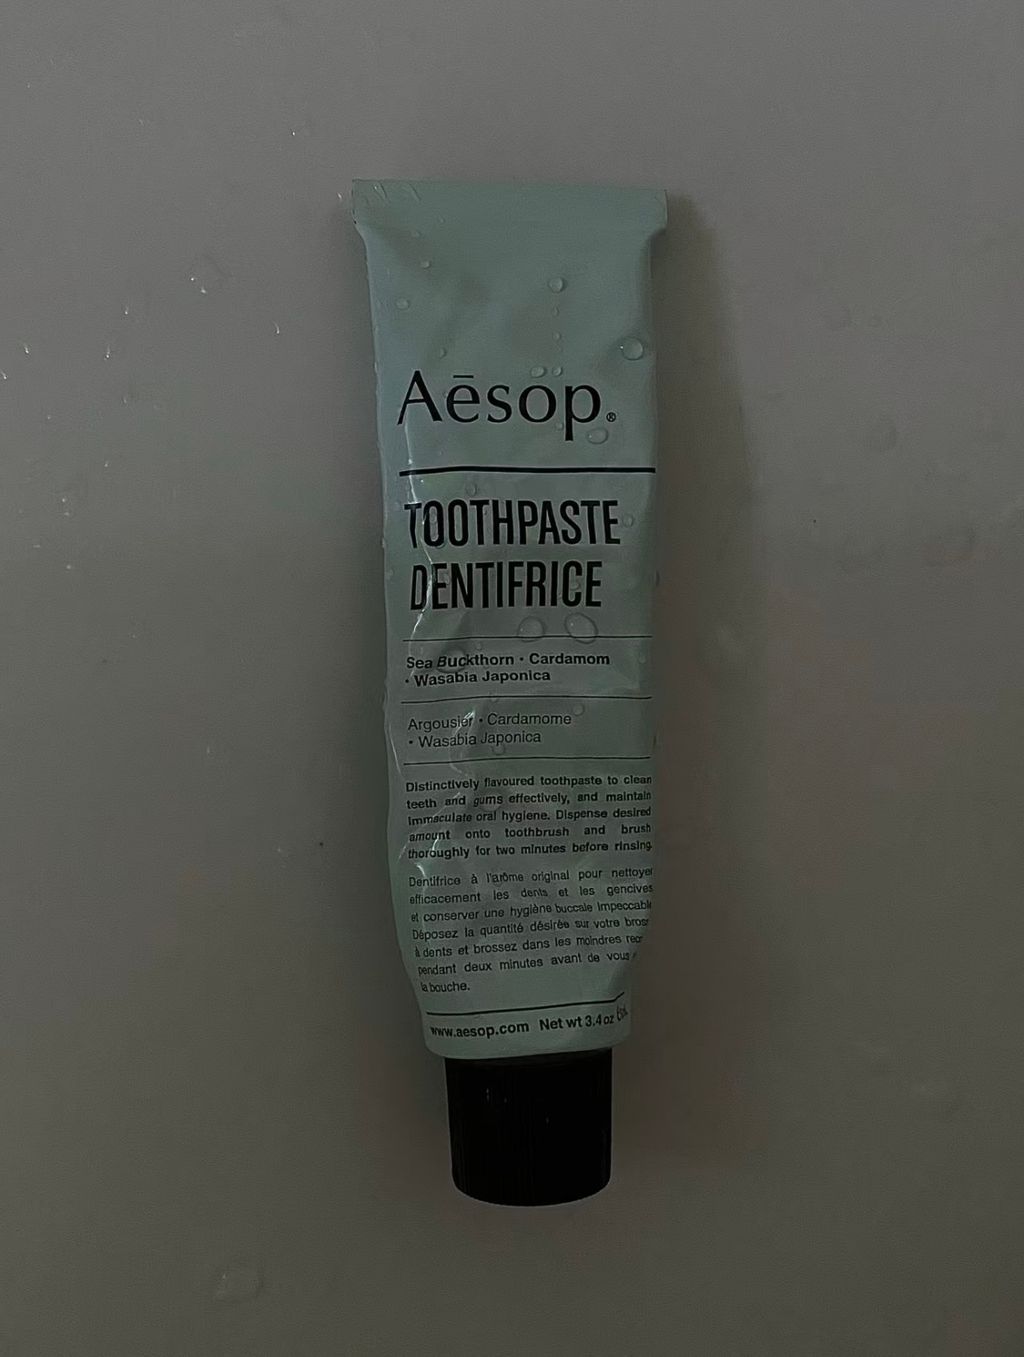 Aēsop®
TOOTHPASTE
DENTIFRICE
Sea Buckthorn • Cardamom
• Wasabia Japonica
Argousier • Cardamome
• Wasabia Japonica
Distinctively flavoured toothpaste to clean
teeth and gums effectively, and maintain
immaculate oral hygiene. Dispense desired
amount onto toothbrush and brush
thoroughly for two minutes before rinsing.
Dentifrice à l'arôme original pour nettoyer
efficacement les dents et les gencives
et conserver une hygiène buccale impeccable
Déposez la quantité désirée sur votre
à dents et brossez dans les moindres
pendant deux minutes avant de vous
la bouche.
www.aesop.com Net wt 3.4 oz